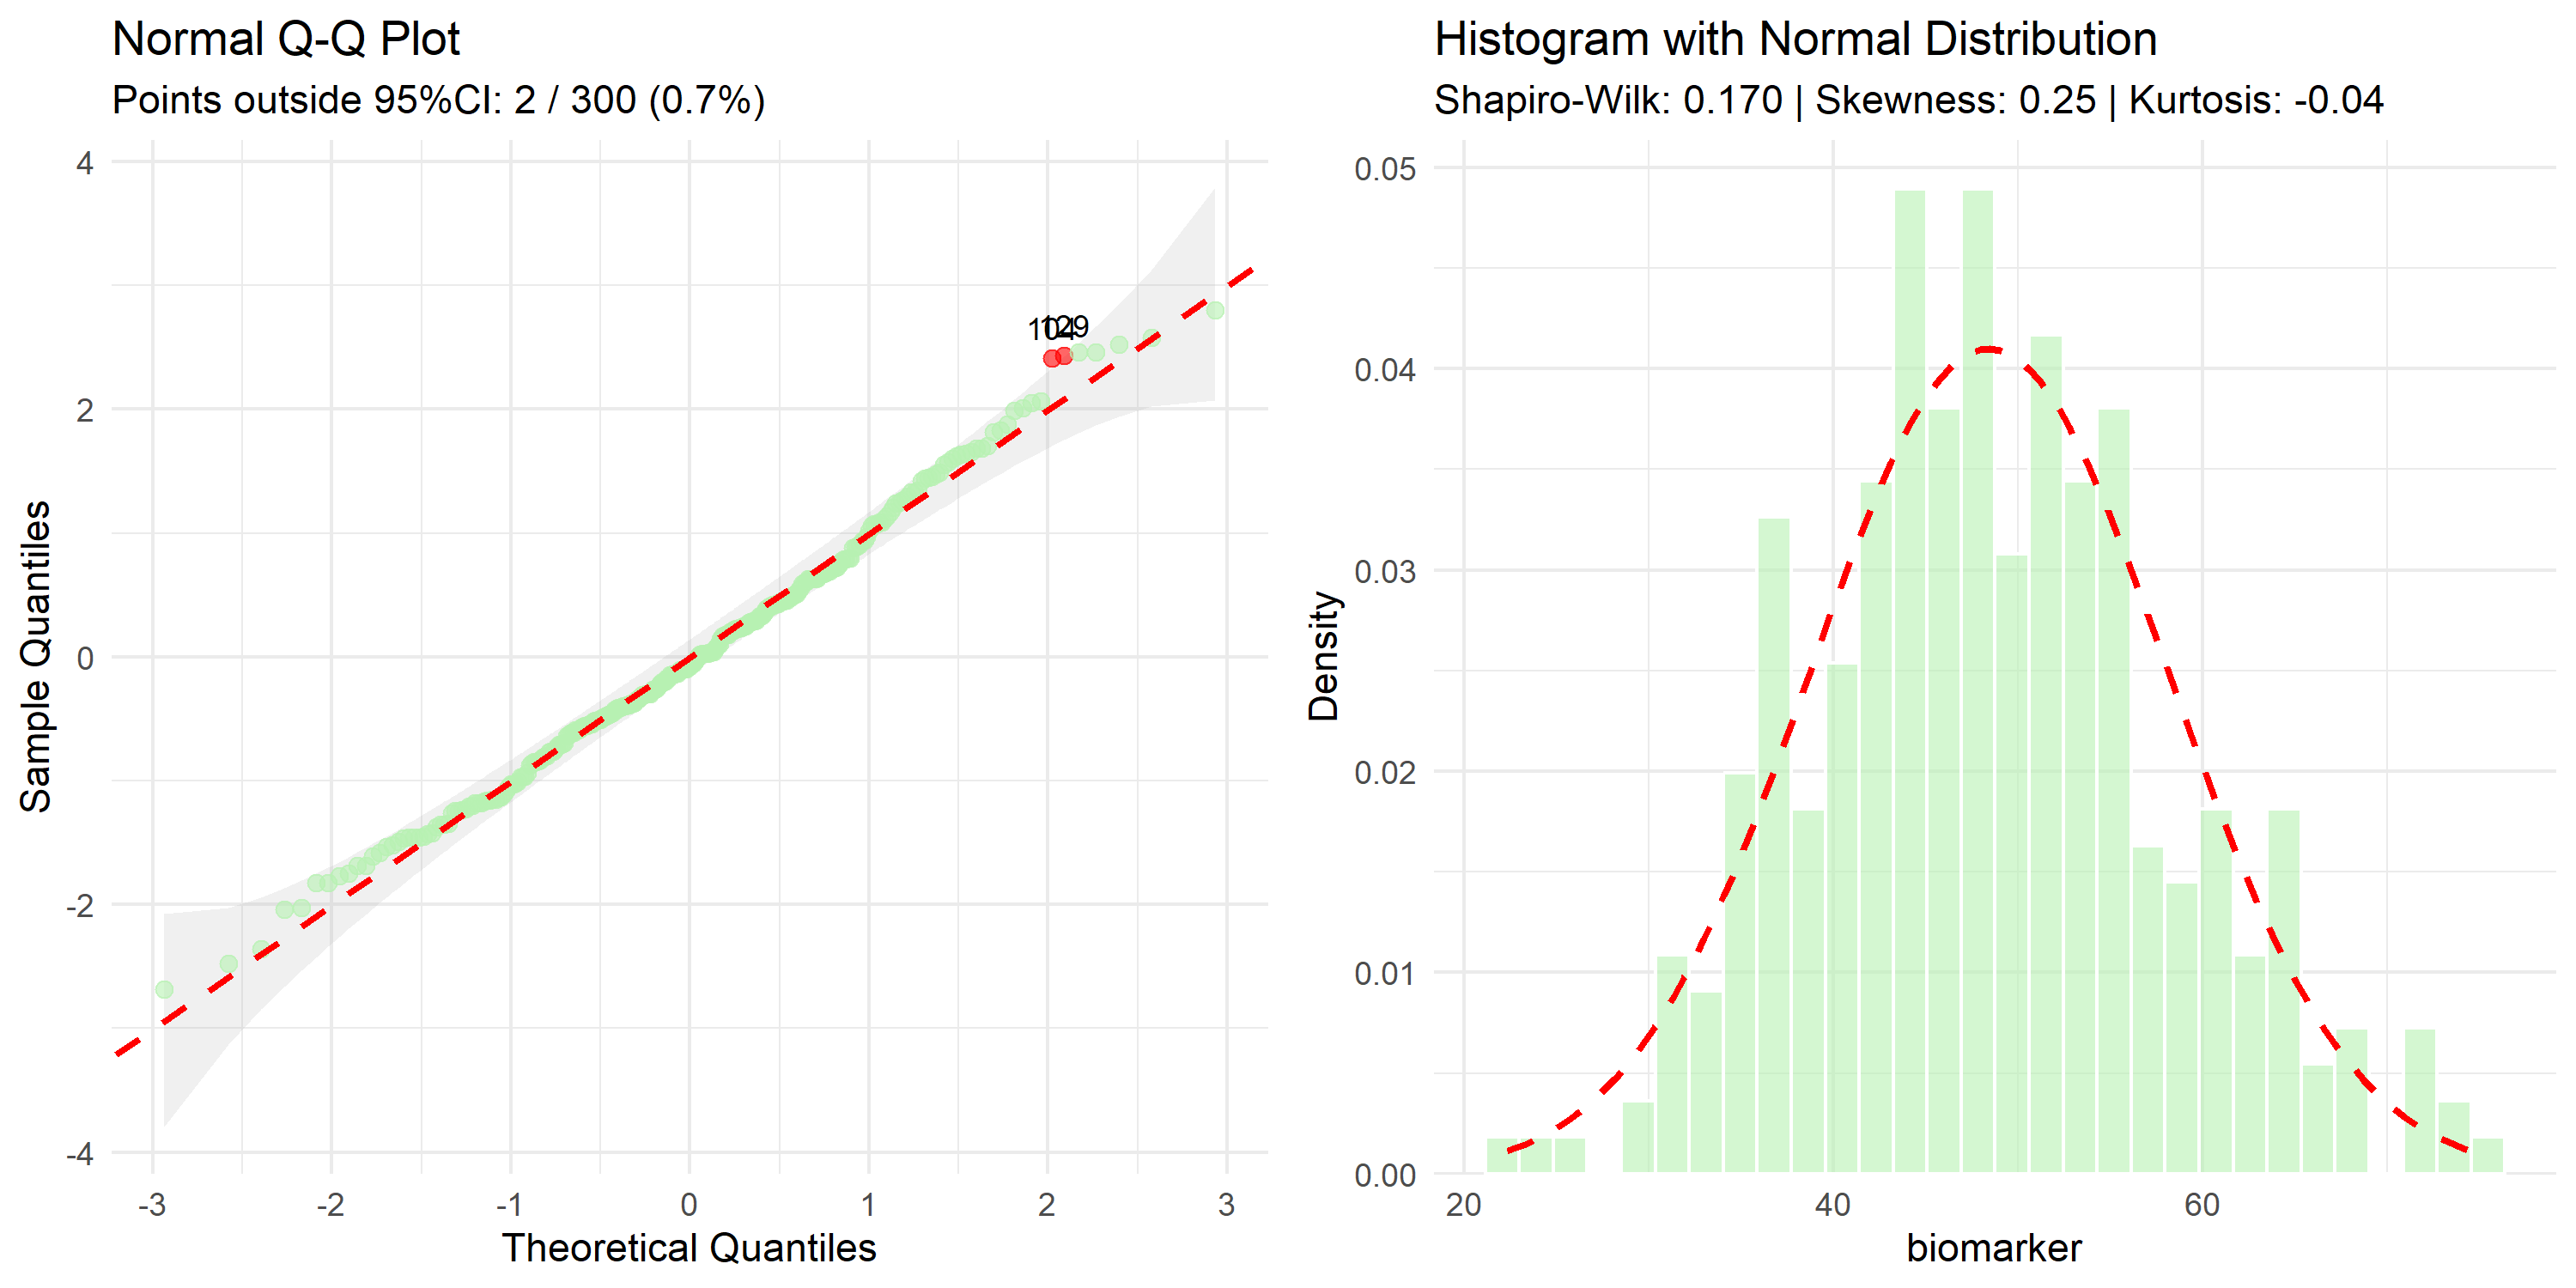 Normal Q-Q Plot
Points outside 95%CI: 2 / 300 (0.7%)
4
2
0
-2
-4
Sample Quantiles
104
129
-3
-2
-1
0
1
2
3
Theoretical Quantiles
Histogram with Normal Distribution
Shapiro-Wilk: 0.170 | Skewness: 0.25 | Kurtosis: -0.04
0.05
0.04
0.03
0.02
0.01
0.00
Density
20
40
60
biomarker